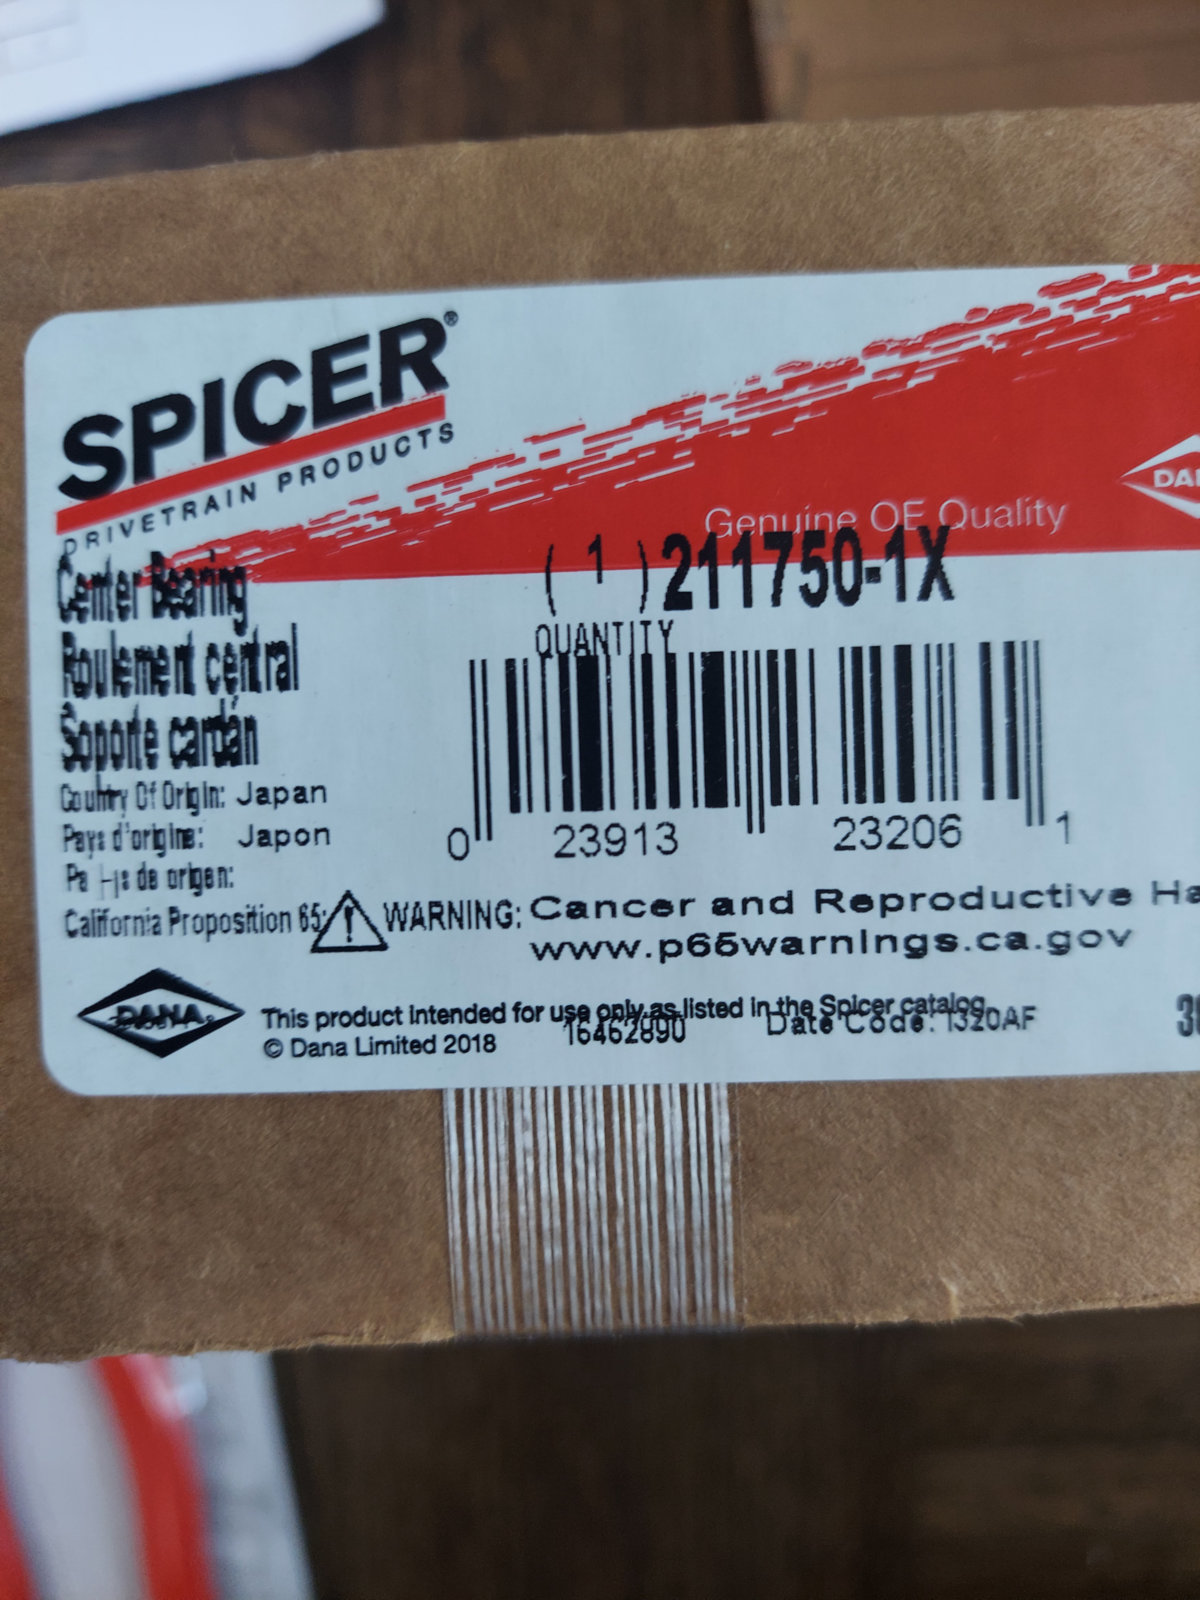 SPICER®
DRIVETRAIN PRODUCTS
Genuine OE Quality
Center Bearing
( 1 ) 211750-1X
QUANTITY
Roulement central
Soporte cardán
Country Of Origin: Japan
Pays d'origine: Japon
de origen:
0 23913 23206 1
California Proposition 65: WARNING: Cancer and Reproductive
www.p65warnings.ca.gov
DANA
This product intended for use only as listed in the Spicer catalog.
16462890 Date Code: 1320AF
© Dana Limited 2018